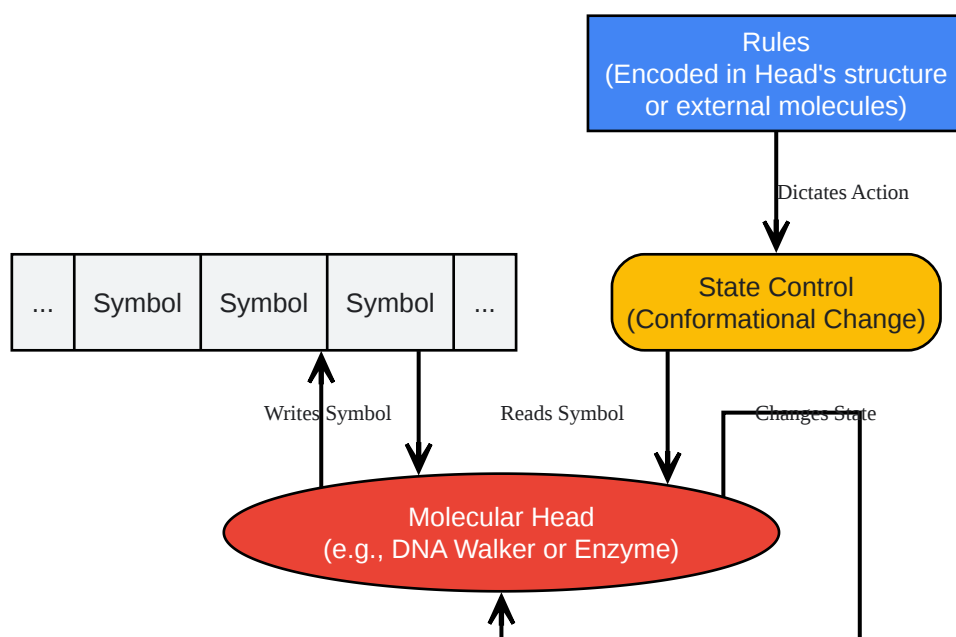 Rules
(Encoded in Head's structure
or external molecules)
Dictates Action
... Symbol Symbol Symbol ...
State Control
(Conformational Change)
Writes Symbol
Reads Symbol
Changes State
Molecular Head
(e.g., DNA Walker or Enzyme)